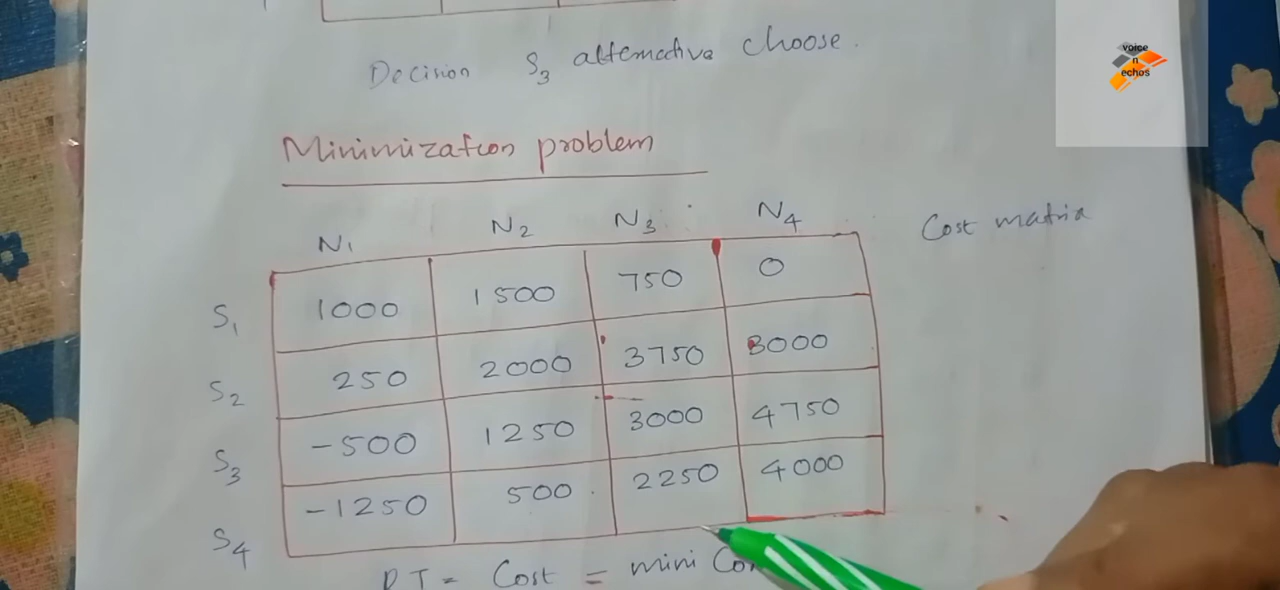 Decision S3 alternative choose.
voice
n
echos
Minimization problem
N1 N2 N3 N4
Cost matrix
S1 1000 1500 750 0
S2 250 2000 3750 3000
S3 -500 1250 3000 4750
S4 -1250 500 2250 4000
Cost = mini